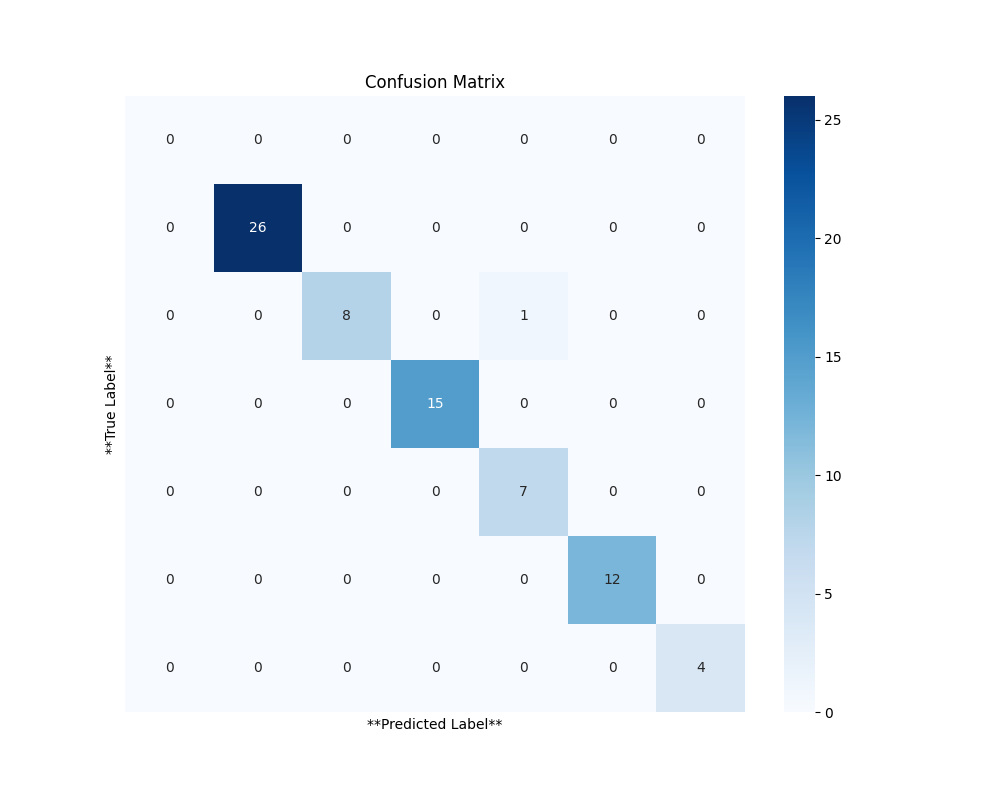 Confusion Matrix
0 0 0 0 0 0 0
0 26 0 0 0 0 0
0 0 8 0 1 0 0
0 0 0 15 0 0 0
0 0 0 0 7 0 0
0 0 0 0 0 12 0
0 0 0 0 0 0 4
**True Label**
**Predicted Label**
25
20
15
10
5
0